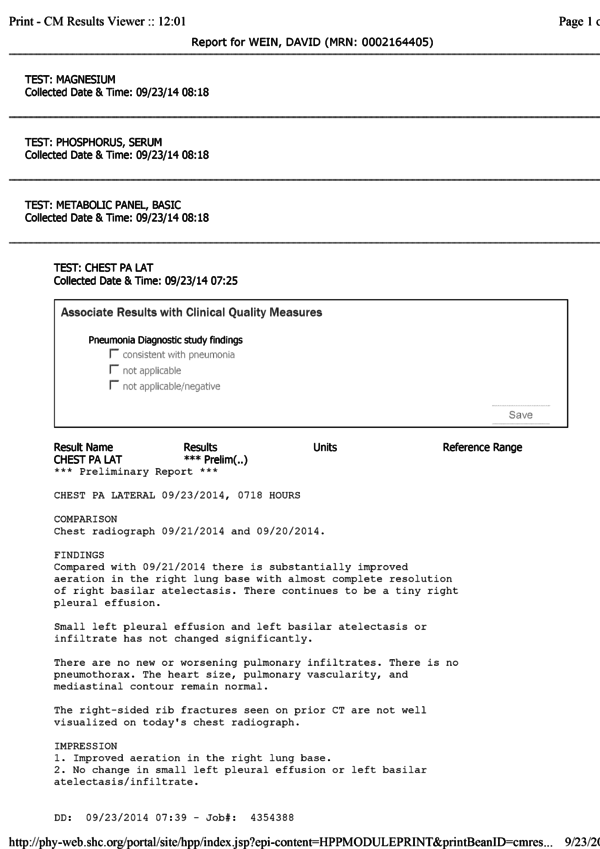 Print - CM Results Viewer :: 12:01 Page 1
Report for WEIN, DAVID (MRN: 0002164405)
TEST: MAGNESIUM
Collected Date & Time: 09/23/14 08:18
TEST: PHOSPHORUS, SERUM
Collected Date & Time: 09/23/14 08:18
TEST: METABOLIC PANEL, BASIC
Collected Date & Time: 09/23/14 08:18
TEST: CHEST PA LAT
Collected Date & Time: 09/23/14 07:25
Associate Results with Clinical Quality Measures
Pneumonia Diagnostic study findings
consistent with pneumonia
not applicable
not applicable/negative
Save
Result Name Results Units Reference Range
CHEST PA LAT *** Prelim(..)
*** Preliminary Report ***
CHEST PA LATERAL 09/23/2014, 0718 HOURS
COMPARISON
Chest radiograph 09/21/2014 and 09/20/2014.
FINDINGS
Compared with 09/21/2014 there is substantially improved
aeration in the right lung base with almost complete resolution
of right basilar atelectasis. There continues to be a tiny right
pleural effusion.
Small left pleural effusion and left basilar atelectasis or
infiltrate has not changed significantly.
There are no new or worsening pulmonary infiltrates. There is no
pneumothorax. The heart size, pulmonary vascularity, and
mediastinal contour remain normal.
The right-sided rib fractures seen on prior CT are not well
visualized on today's chest radiograph.
IMPRESSION
1. Improved aeration in the right lung base.
2. No change in small left pleural effusion or left basilar
atelectasis/infiltrate.
DD: 09/23/2014 07:39 - Job#: 4354388
http://phy-web.shc.org/portal/site/hpp/index.jsp?epi-content=HPPMODULEPRINT&printBeanID=cmres... 9/23/20